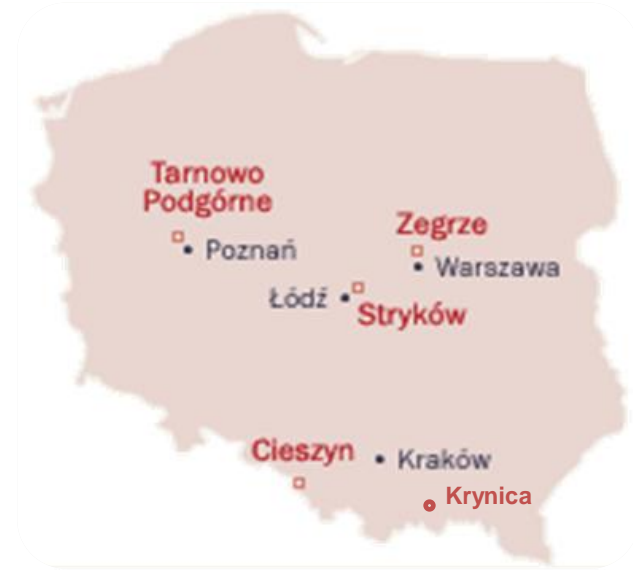 Tarnowo
Podgórne
Zegrze
Poznań
Warszawa
Łódź
Stryków
Cieszyn
Kraków
Krynica